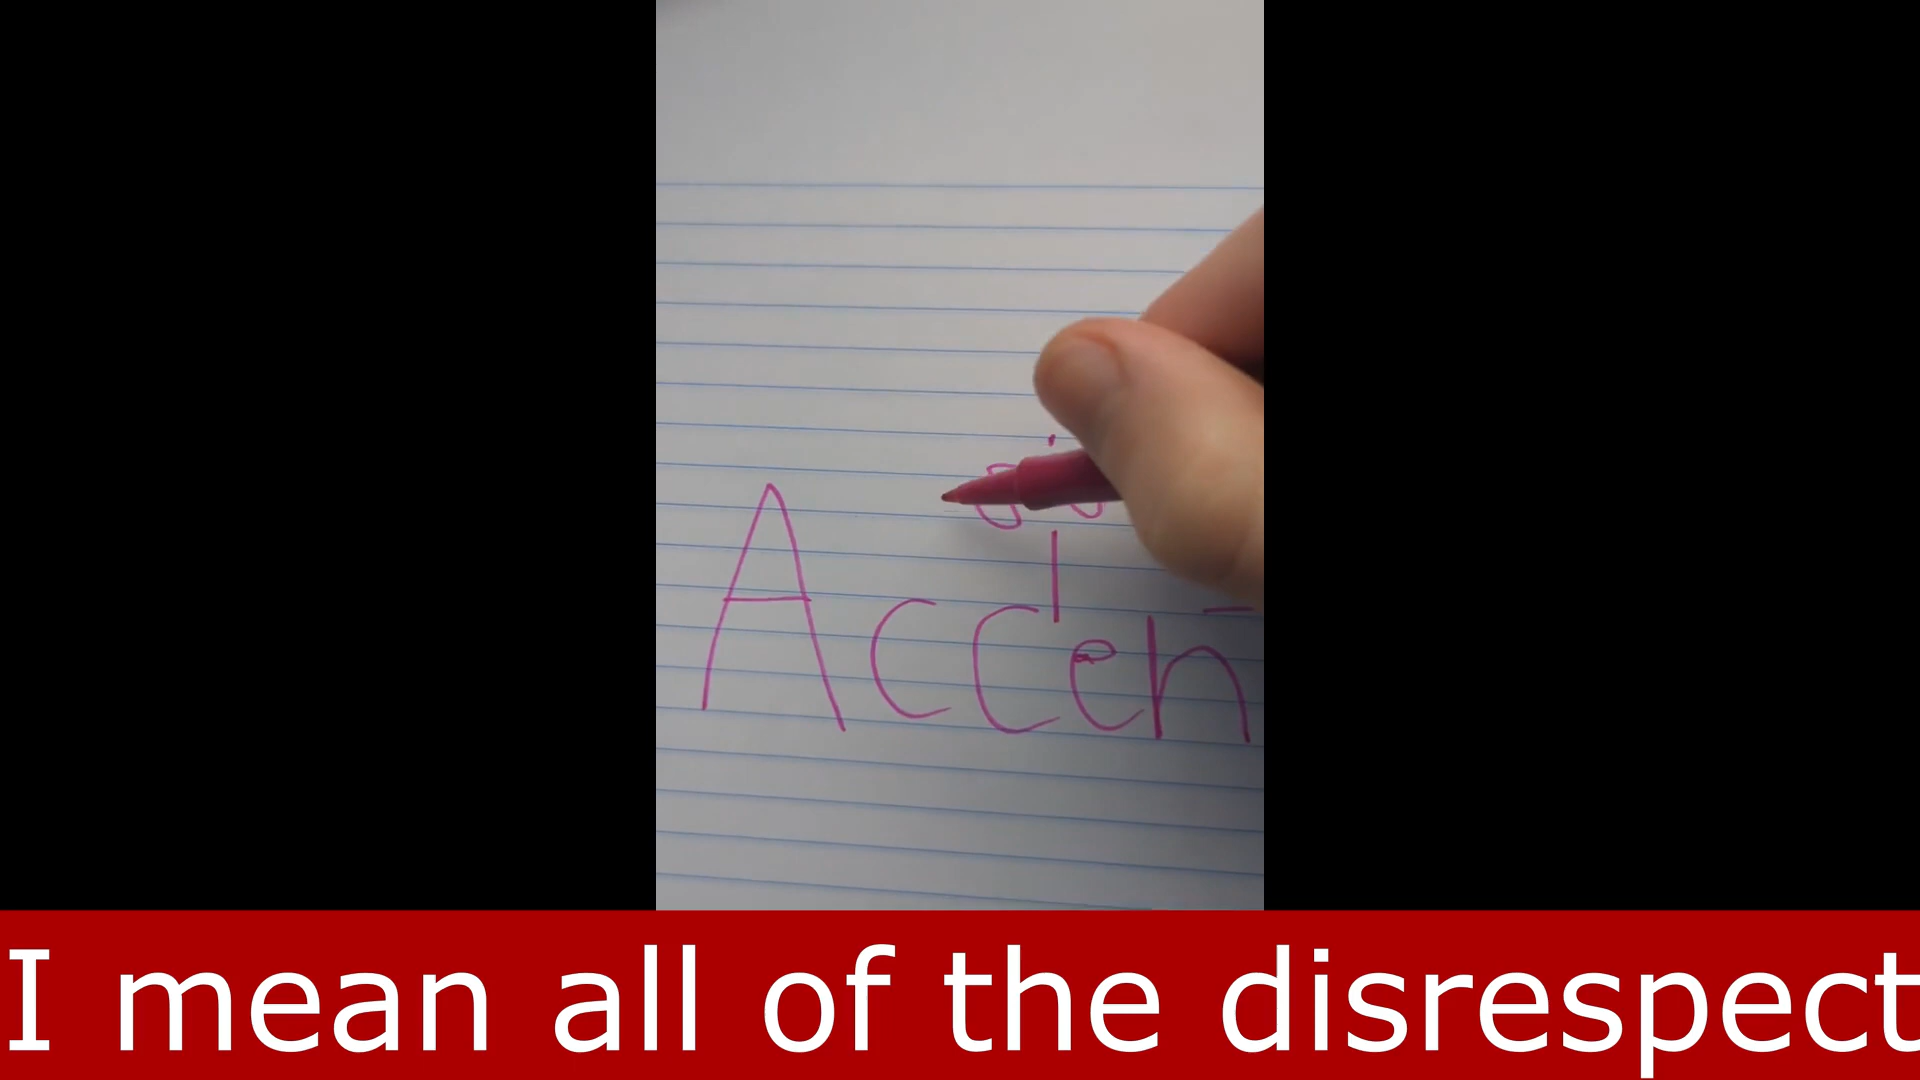 Accen
I mean all of the disrespect